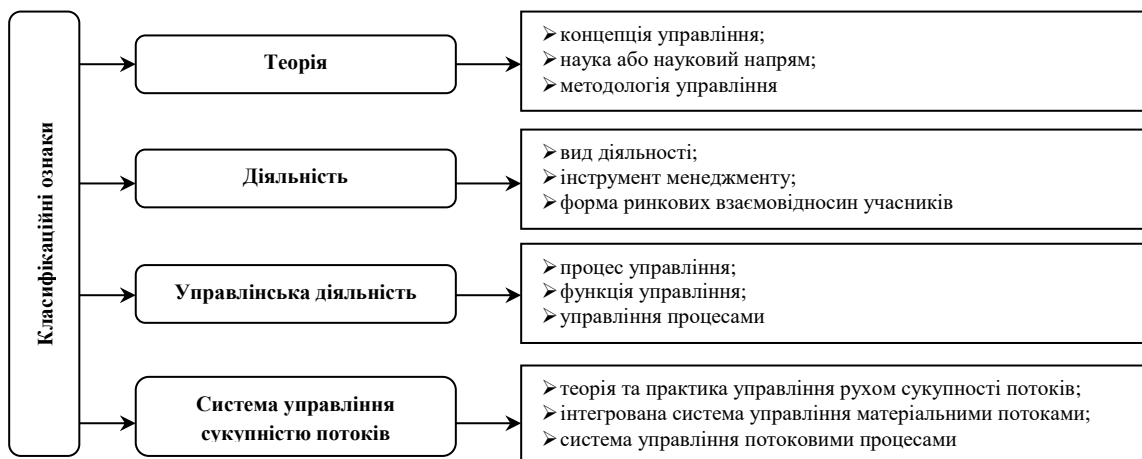 Класифікаційні ознаки
Теорія
➢концепція управління;
➢наука або науковий напрям;
➢методологія управління
Діяльність
➢вид діяльності;
➢інструмент менеджменту;
➢форма ринкових взаємовідносин учасників
Управлінська діяльність
➢процес управління;
➢функція управління;
➢управління процесами
Система управління
сукупністю потоків
➢теорія та практика управління рухом сукупності потоків;
➢інтегрована система управління матеріальними потоками;
➢система управління потоковими процесами